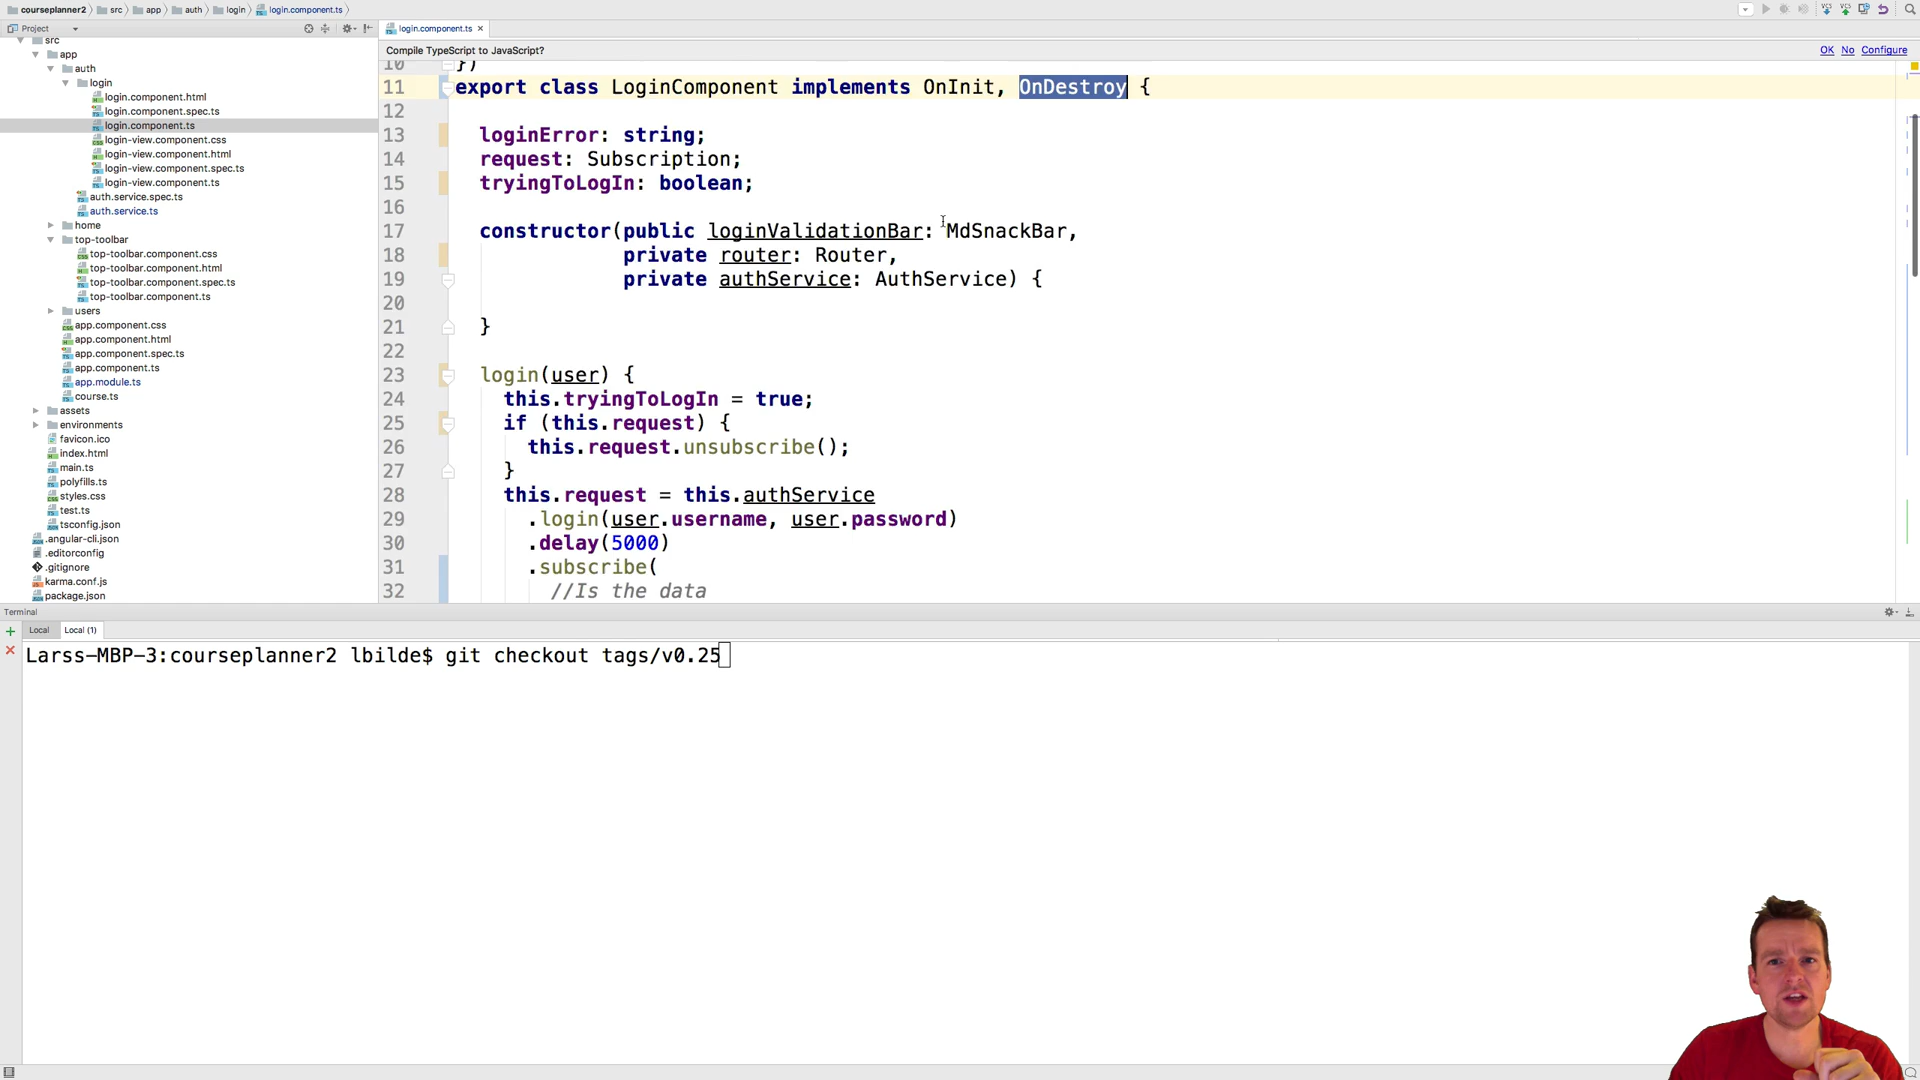 courseplanner2 src app auth login login.component.ts
Project
login.component.ts
Compile TypeScript to JavaScript?
OK No Configure
src
app
auth
login
login.component.html
login.component.spec.ts
login.component.ts
login-view.component.css
login-view.component.html
login-view.component.spec.ts
login-view.component.ts
auth.service.spec.ts
auth.service.ts
home
top-toolbar
top-toolbar.component.css
top-toolbar.component.html
top-toolbar.component.spec.ts
top-toolbar.component.ts
users
app.component.css
app.component.html
app.component.spec.ts
app.component.ts
app.module.ts
course.ts
assets
environments
favicon.ico
index.html
main.ts
polyfills.ts
styles.css
test.ts
tsconfig.json
.angular-cli.json
.editorconfig
.gitignore
karma.conf.js
package.json
10 })
11 export class LoginComponent implements OnInit, OnDestroy {
12
13 loginError: string;
14 request: Subscription;
15 tryingToLogIn: boolean;
16
17 constructor(public loginValidationBar: MdSnackBar,
18 private router: Router,
19 private authService: AuthService) {
20
21 }
22
23 login(user) {
24 this.tryingToLogIn = true;
25 if (this.request) {
26 this.request.unsubscribe();
27 }
28 this.request = this.authService
29 .login(user.username, user.password)
30 .delay(5000)
31 .subscribe(
32 //Is the data
Terminal
Local Local (1)
Larss-MBP-3:courseplanner2 lbilde$ git checkout tags/v0.25